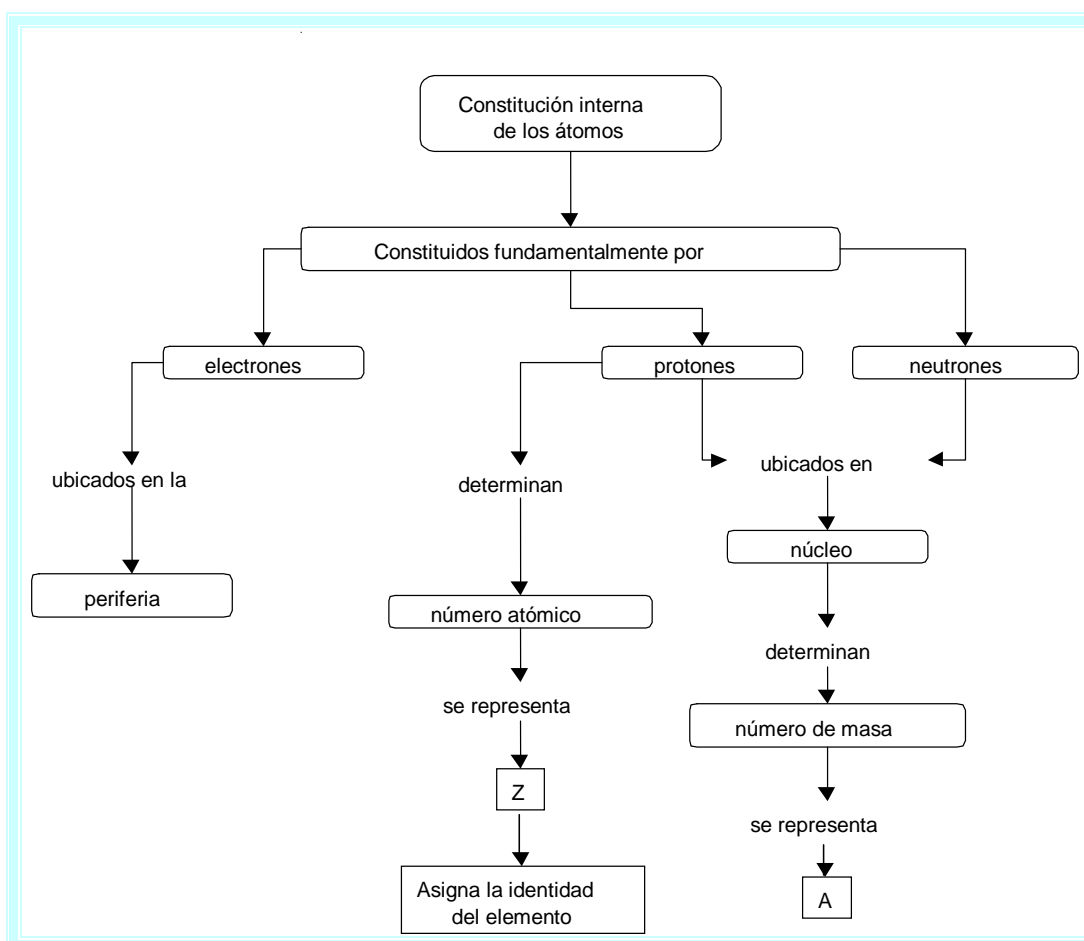 Constitución interna
de los átomos
Constituidos fundamentalmente por
electrones
protones
neutrones
ubicados en la
determinan
ubicados en
núcleo
periferia
número atómico
determinan
se representa
número de masa
Z
se representa
Asigna la identidad
del elemento
A